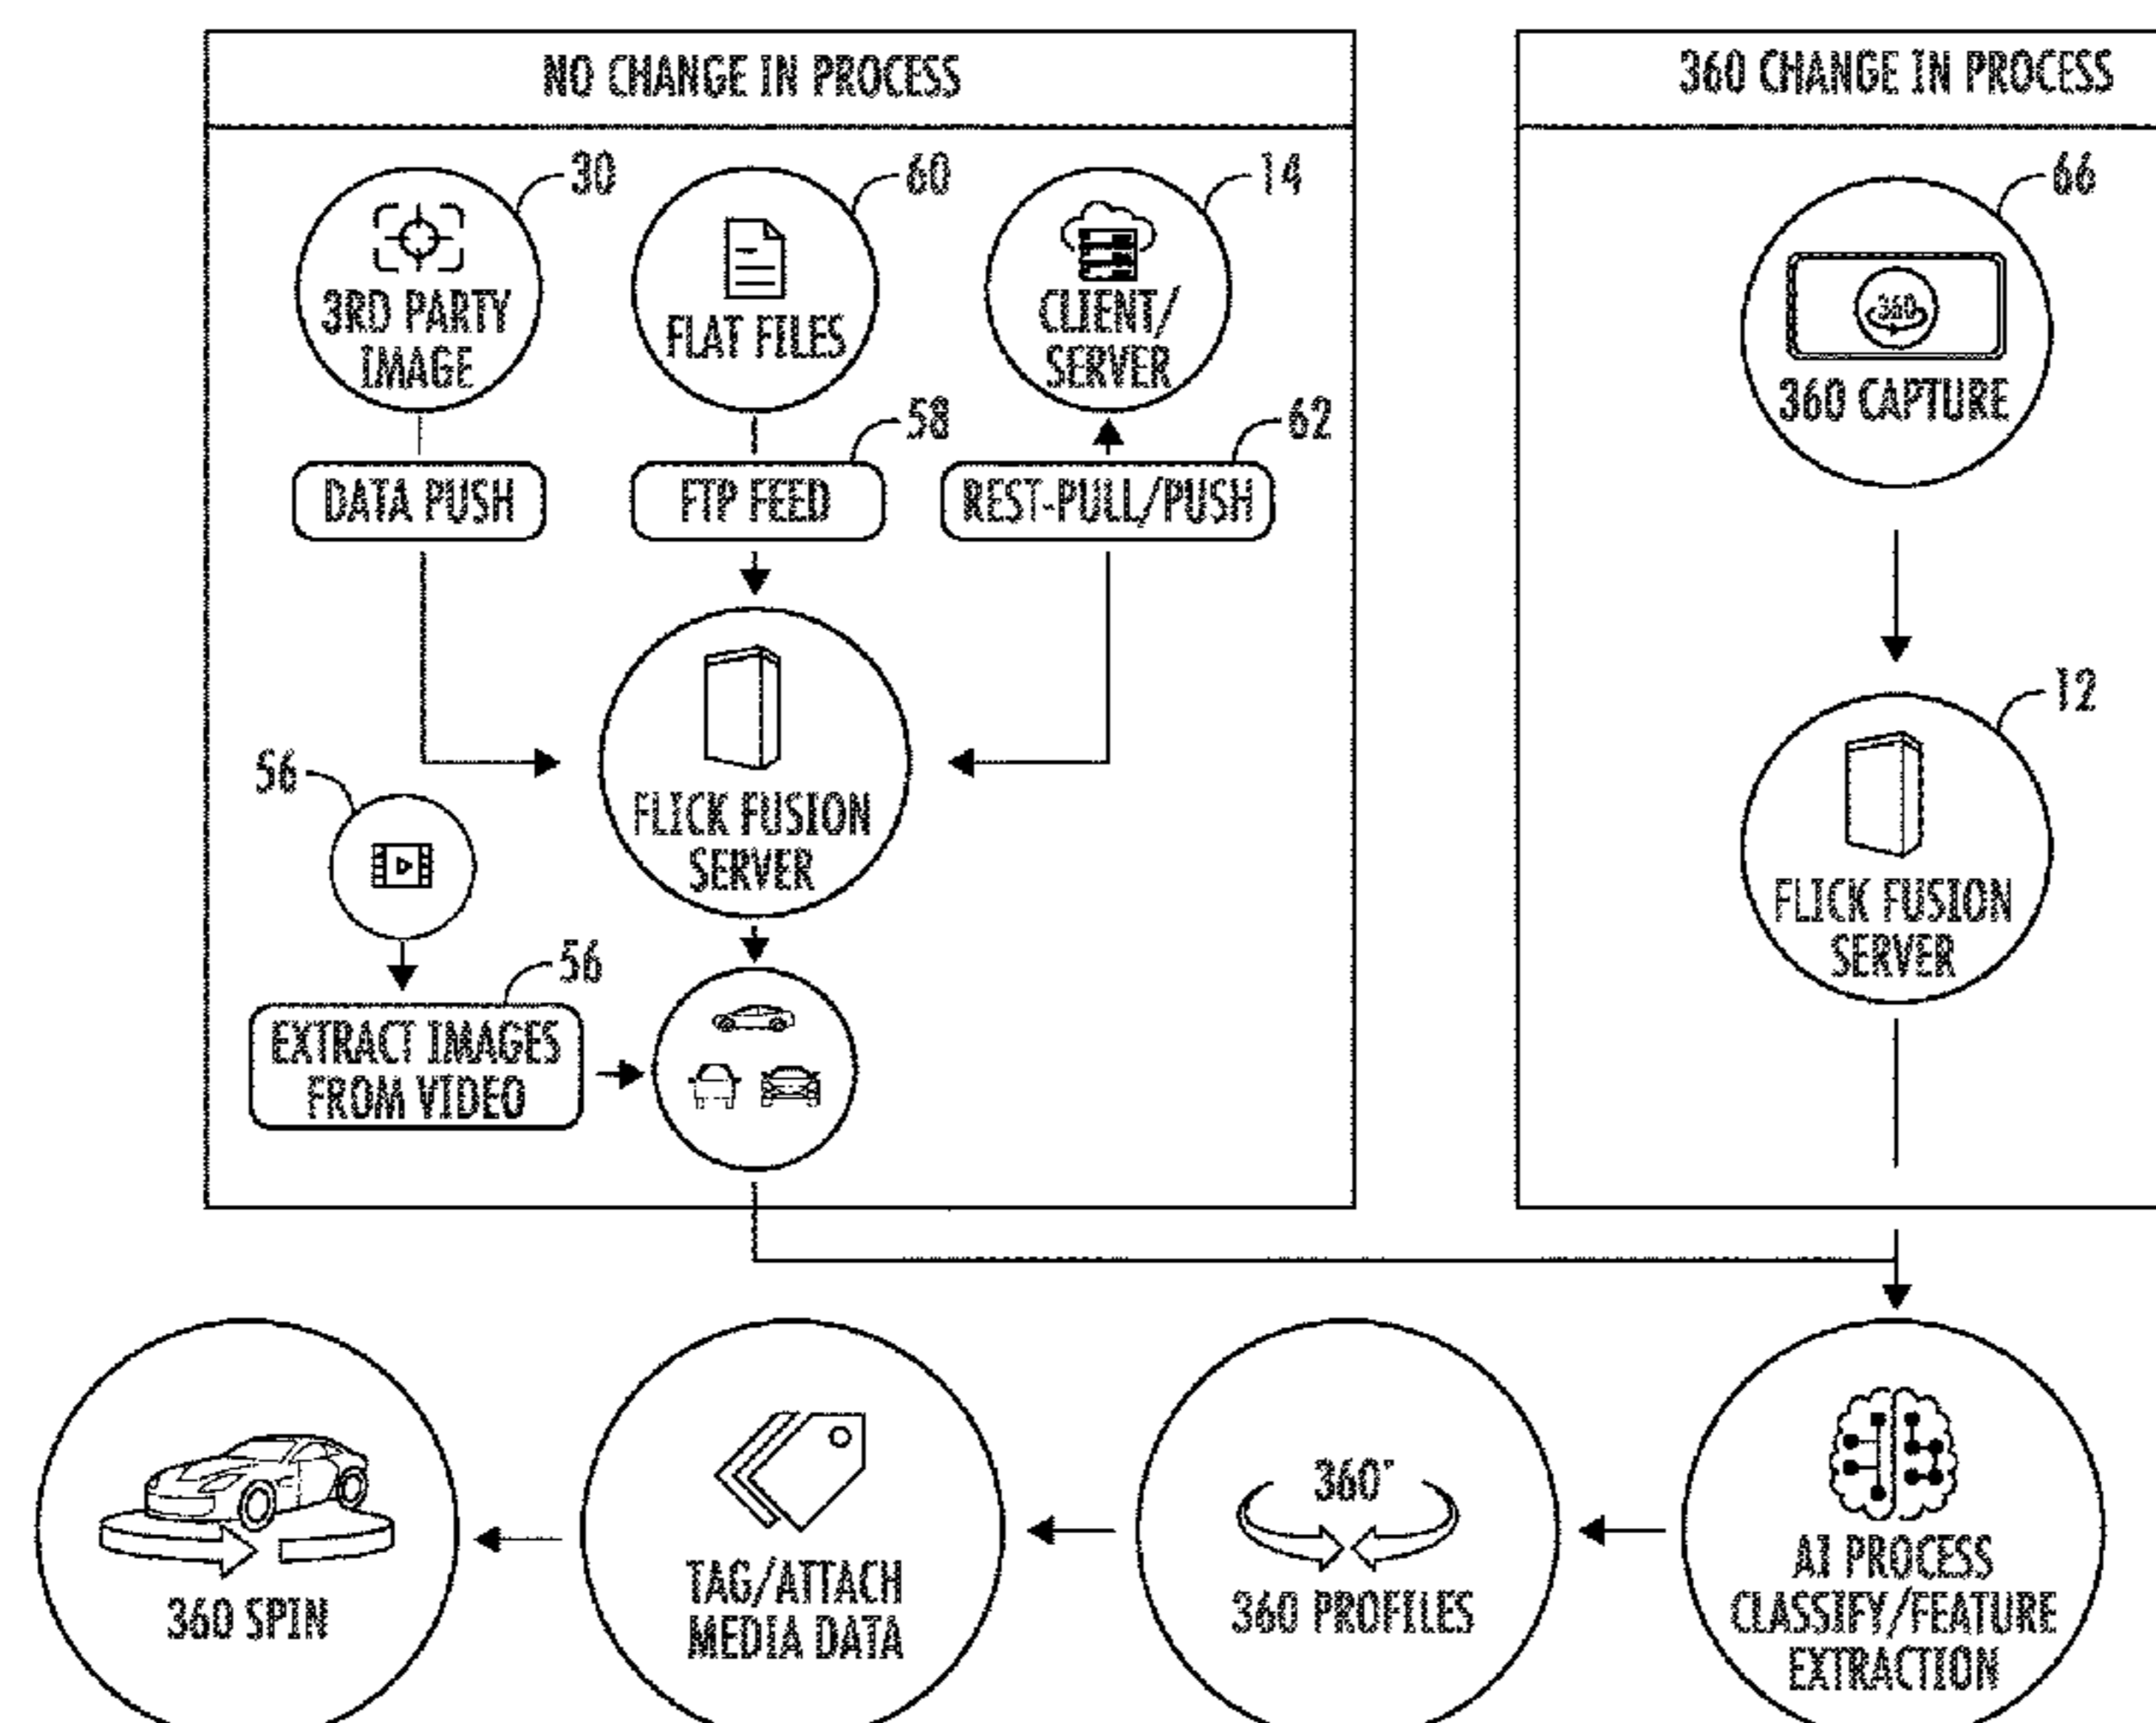 NO CHANGE IN PROCESS
30
60
14
3RD PARTY
IMAGE
FLAT FILES
CLIENT/
SERVER
58
62
DATA PUSH
FTP FEED
REST-PULL/PUSH
FLICK FUSION
SERVER
56
56
EXTRACT IMAGES
FROM VIDEO
360 CHANGE IN PROCESS
66
360
360 CAPTURE
12
FLICK FUSION
SERVER
360 SPIN
TAG/ATTACH
MEDIA DATA
360°
360 PROFILES
AI PROCESS
CLASSIFY/FEATURE
EXTRACTION